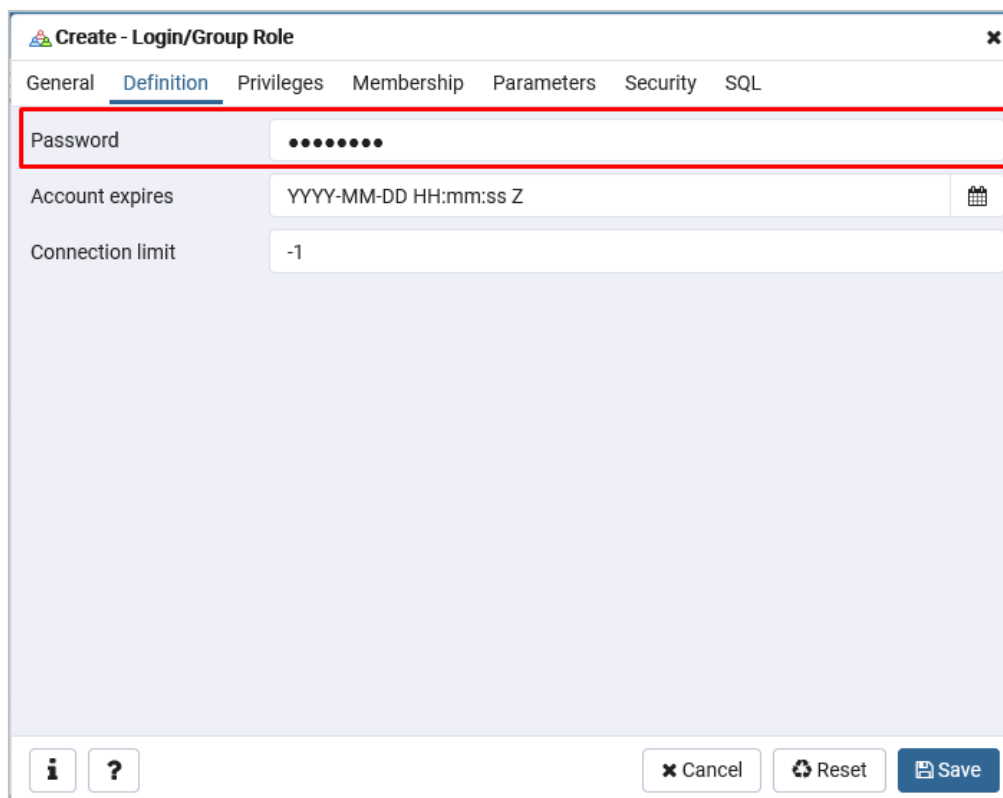 Create - Login/Group Role
General Definition Privileges Membership Parameters Security SQL
Password ••••••••
Account expires YYYY-MM-DD HH:mm:ss Z
Connection limit -1
i ? Cancel Reset Save